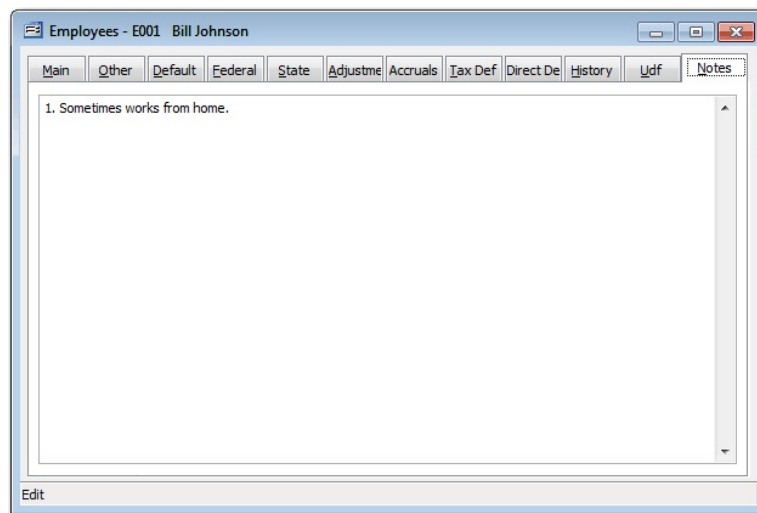 Employees - E001 Bill Johnson
Main Other Default Federal State Adjustme Accruals Tax Def Direct De History Udf Notes
1. Sometimes works from home.
Edit